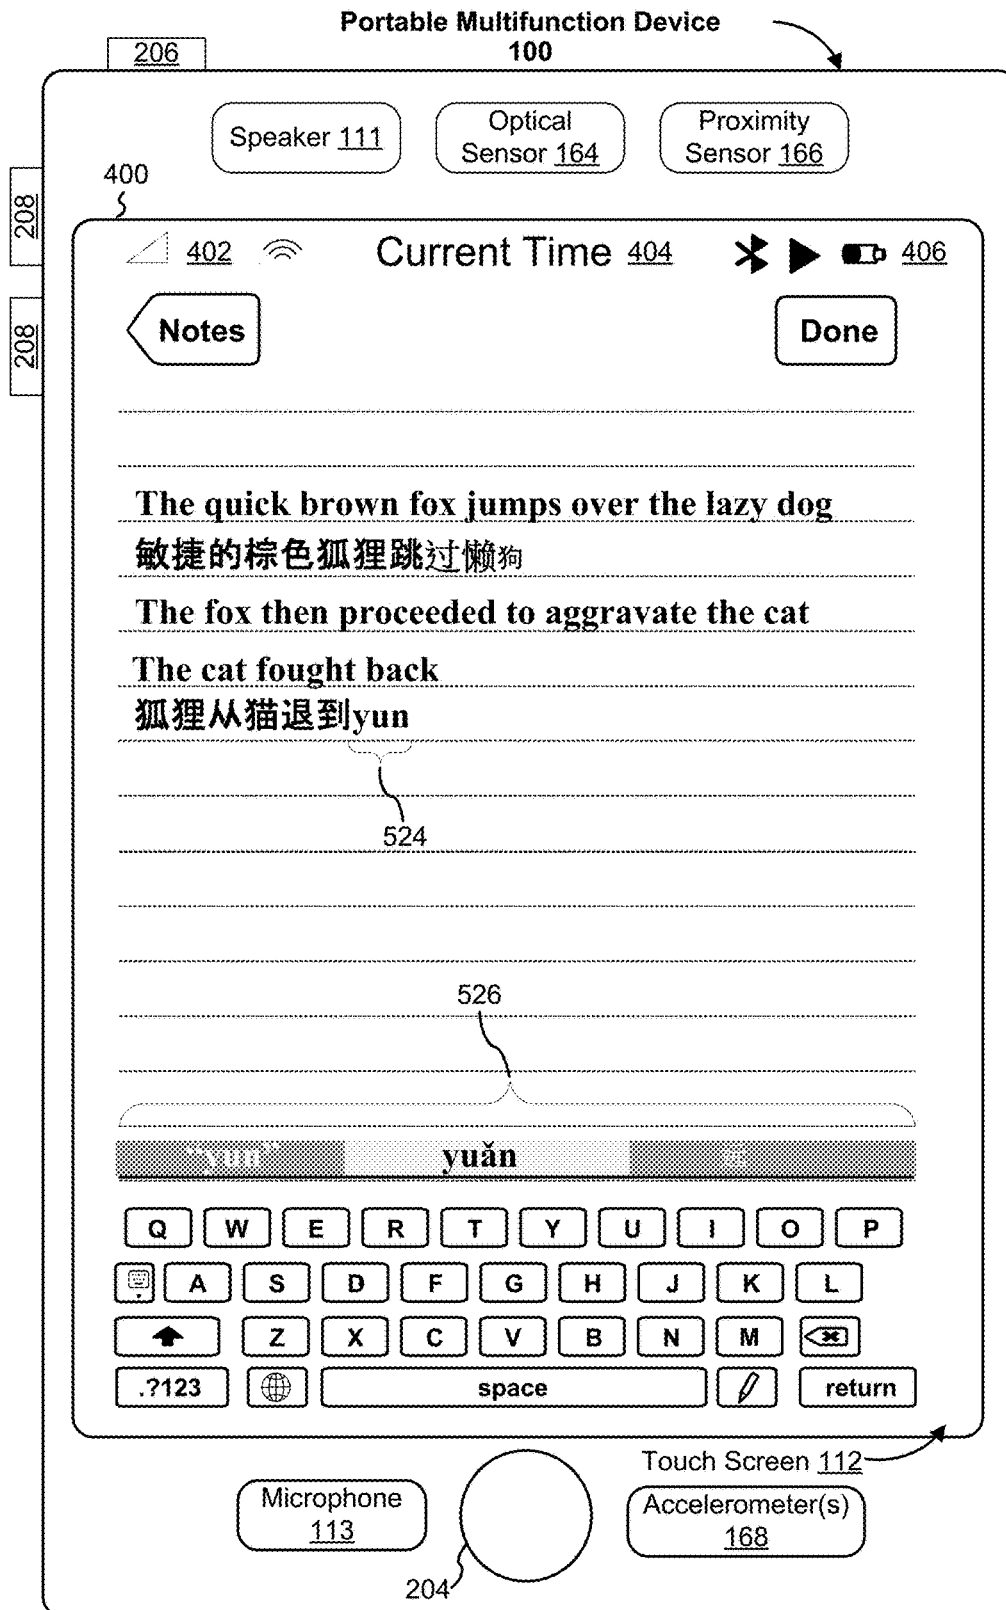 Portable Multifunction Device
100
206
Speaker 111
Optical
Sensor 164
Proximity
Sensor 166
208
208
400
402 Current Time 404 406
Notes Done
The quick brown fox jumps over the lazy dog
敏捷的棕色狐狸跳过懒狗
The fox then proceeded to aggravate the cat
The cat fought back
狐狸从猫退到yun
524
526
“yun” yuǎn
Q W E R T Y U I O P
A S D F G H J K L
Z X C V B N M
.?123 space return
Touch Screen 112
Microphone
113
Accelerometer(s)
168
204